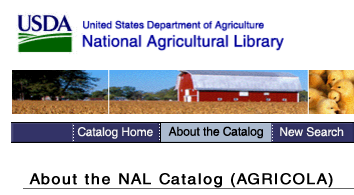 USDA
United States Department of Agriculture
National Agricultural Library
Catalog Home | About the Catalog | New Search
About the NAL Catalog (AGRICOLA)